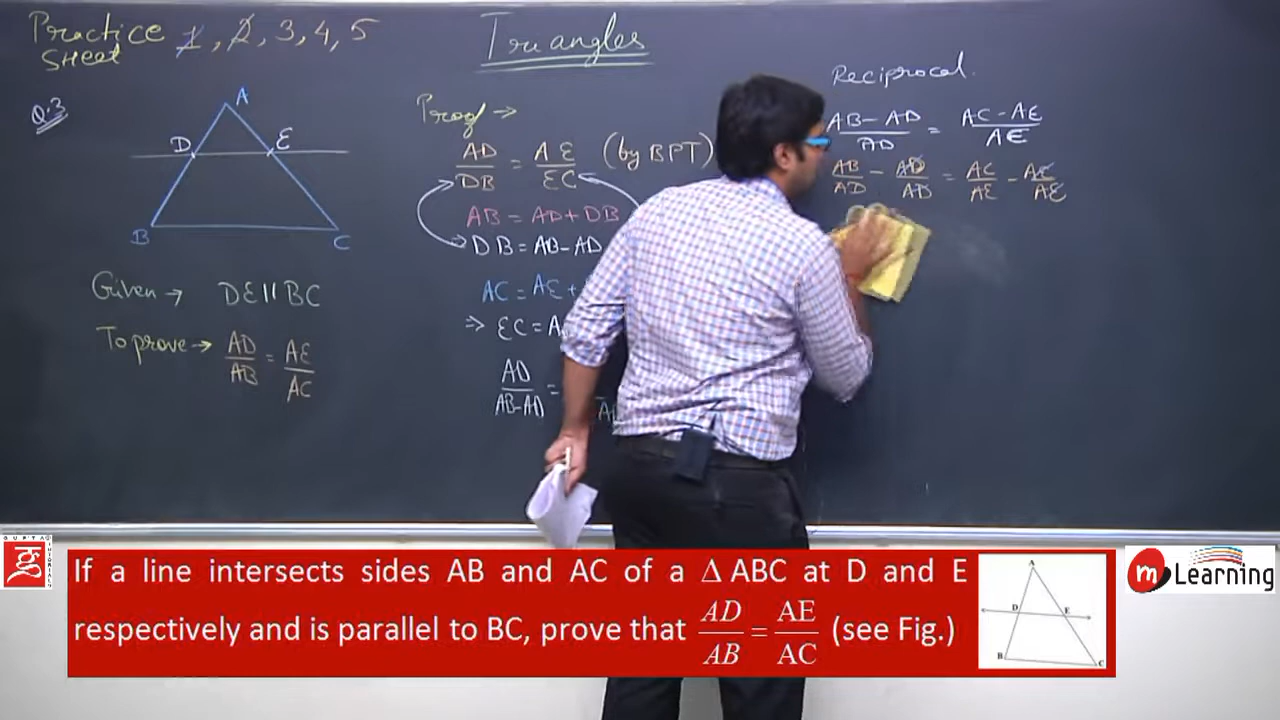 Practice 1, 2, 3, 4, 5
Sheet
Triangles
Q.3
A
D E
B C
Given → DE||BC
To prove → AD/AB = AE/AC
Proof →
AD/DB = AE/EC (by BPT)
AB = AD + DB
DB = AB - AD
AC = AE +
⇒ EC = A
AD/AB-AD =
Reciprocal
AB - AD/AD = AC - AE/AE
AB/AD - AD/AD = AC/AE - AE/AE
GUPTA
If a line intersects sides AB and AC of a Δ ABC at D and E
respectively and is parallel to BC, prove that AD/AB = AE/AC (see Fig.)
A
D E
B C
m Learning